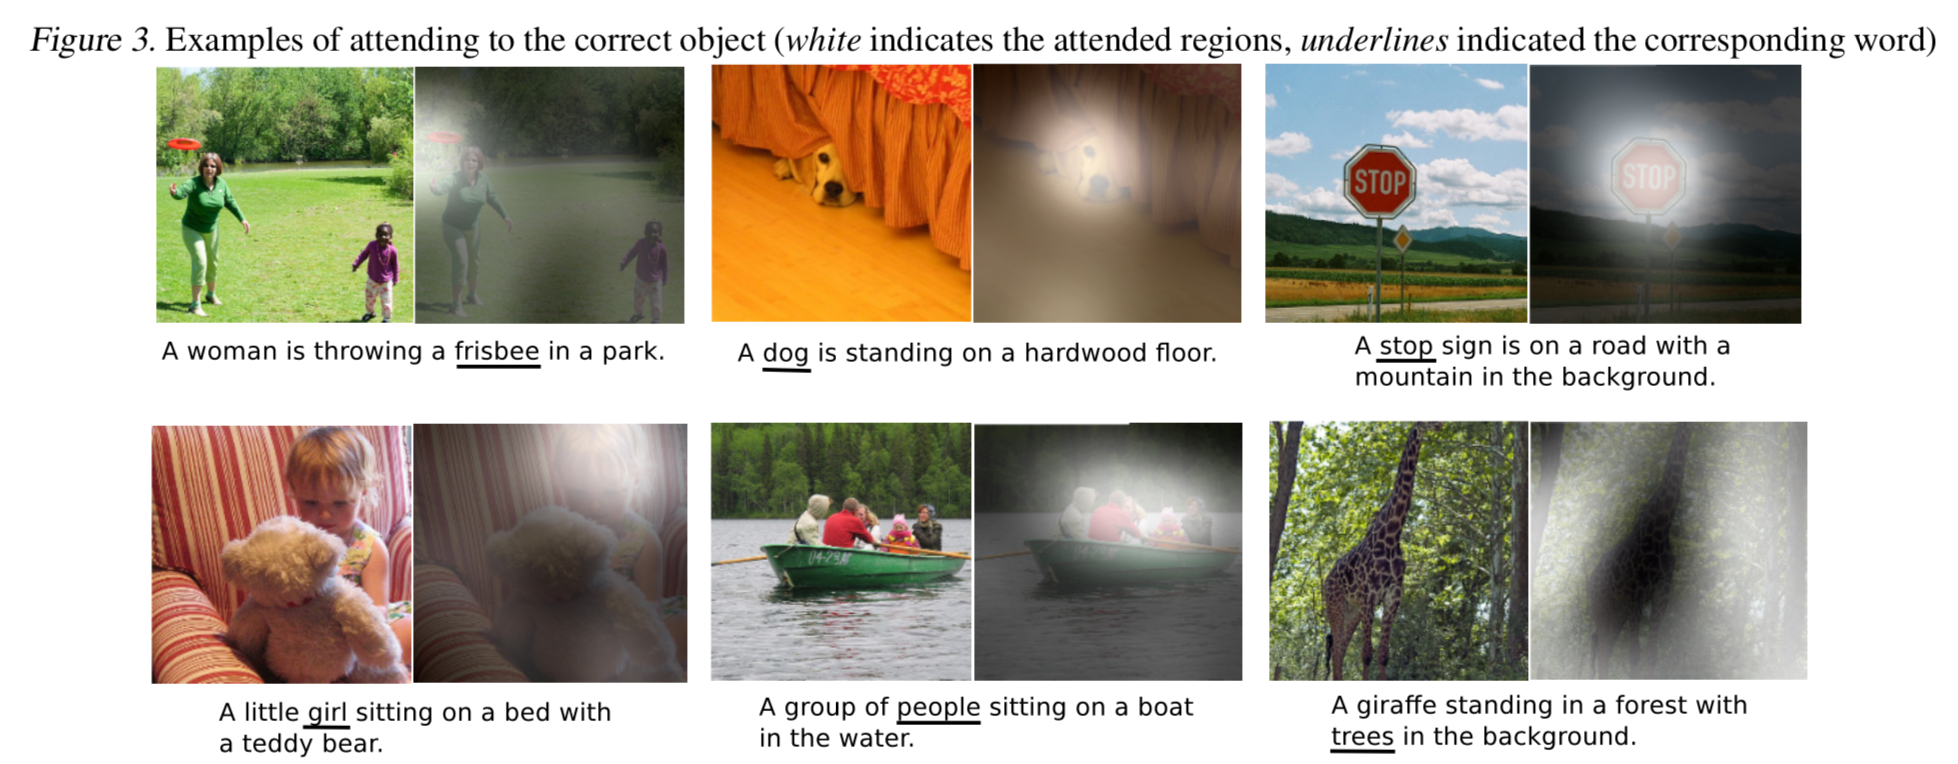 Figure 3. Examples of attending to the correct object (white indicates the attended regions, underlines indicated the corresponding word)
STOP
STOP
A woman is throwing a frisbee in a park.
A dog is standing on a hardwood floor.
A stop sign is on a road with a
mountain in the background.
A little girl sitting on a bed with
a teddy bear.
A group of people sitting on a boat
in the water.
A giraffe standing in a forest with
trees in the background.